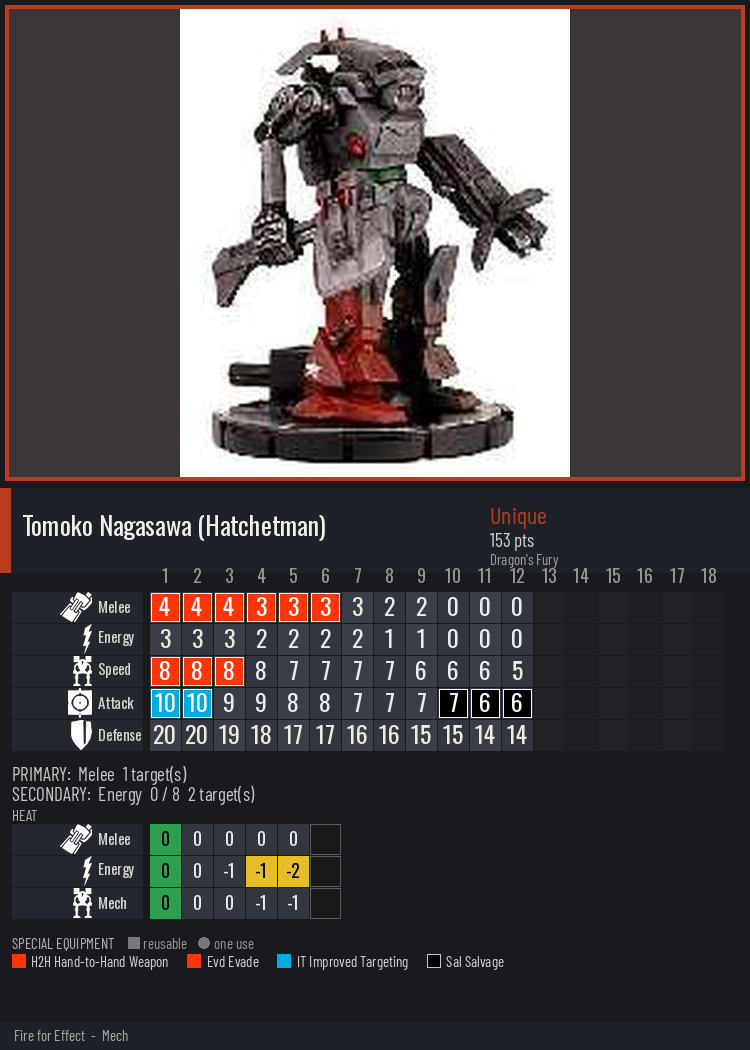 Tomoko Nagasawa (Hatchetman)
Unique
153 pts
Dragon's Fury
1 2 3 4 5 6 7 8 9 10 11 12 13 14 15 16 17 18
Melee 4 4 4 3 3 3 3 2 2 0 0 0
Energy 3 3 3 2 2 2 2 1 1 0 0 0
Speed 8 8 8 8 7 7 7 7 6 6 6 5
Attack 10 10 9 9 8 8 7 7 7 7 6 6
Defense 20 20 19 18 17 17 16 16 15 15 14 14
PRIMARY: Melee 1 target(s)
SECONDARY: Energy 0 / 8 2 target(s)
HEAT
Melee 0 0 0 0 0
Energy 0 0 -1 -1 -2
Mech 0 0 0 -1 -1
SPECIAL EQUIPMENT reusable one use
H2H Hand-to-Hand Weapon Evd Evade IT Improved Targeting Sal Salvage
Fire for Effect - Mech